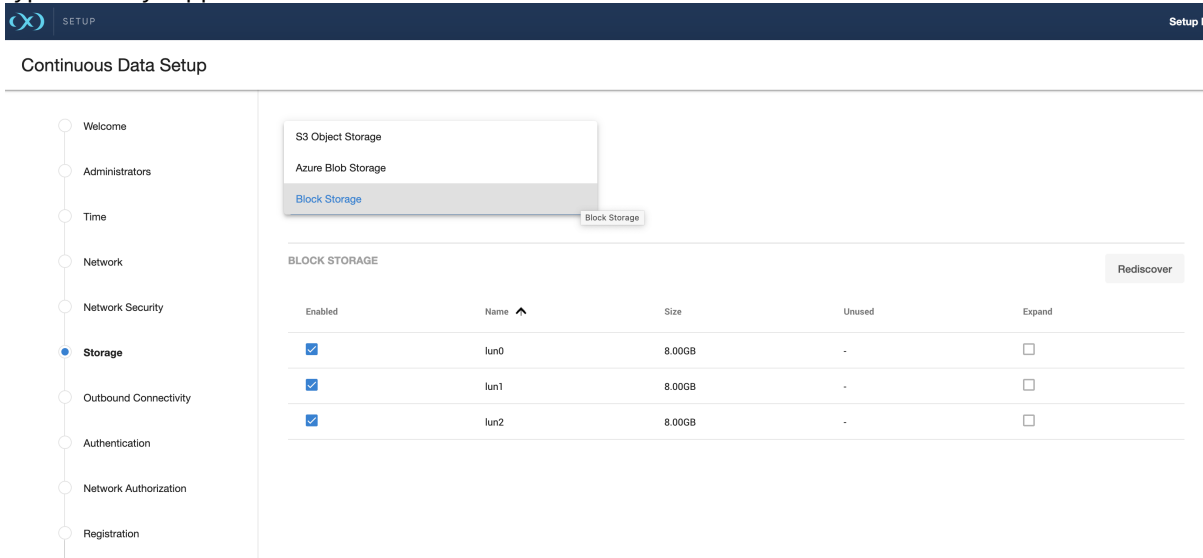 SETUP
Setup
Continuous Data Setup
Welcome
Administrators
Time
Network
Network Security
Storage
Outbound Connectivity
Authentication
Network Authorization
Registration
S3 Object Storage
Azure Blob Storage
Block Storage
Block Storage
BLOCK STORAGE
Rediscover
Enabled Name Size Unused Expand
lun0 8.00GB -
lun1 8.00GB -
lun2 8.00GB -